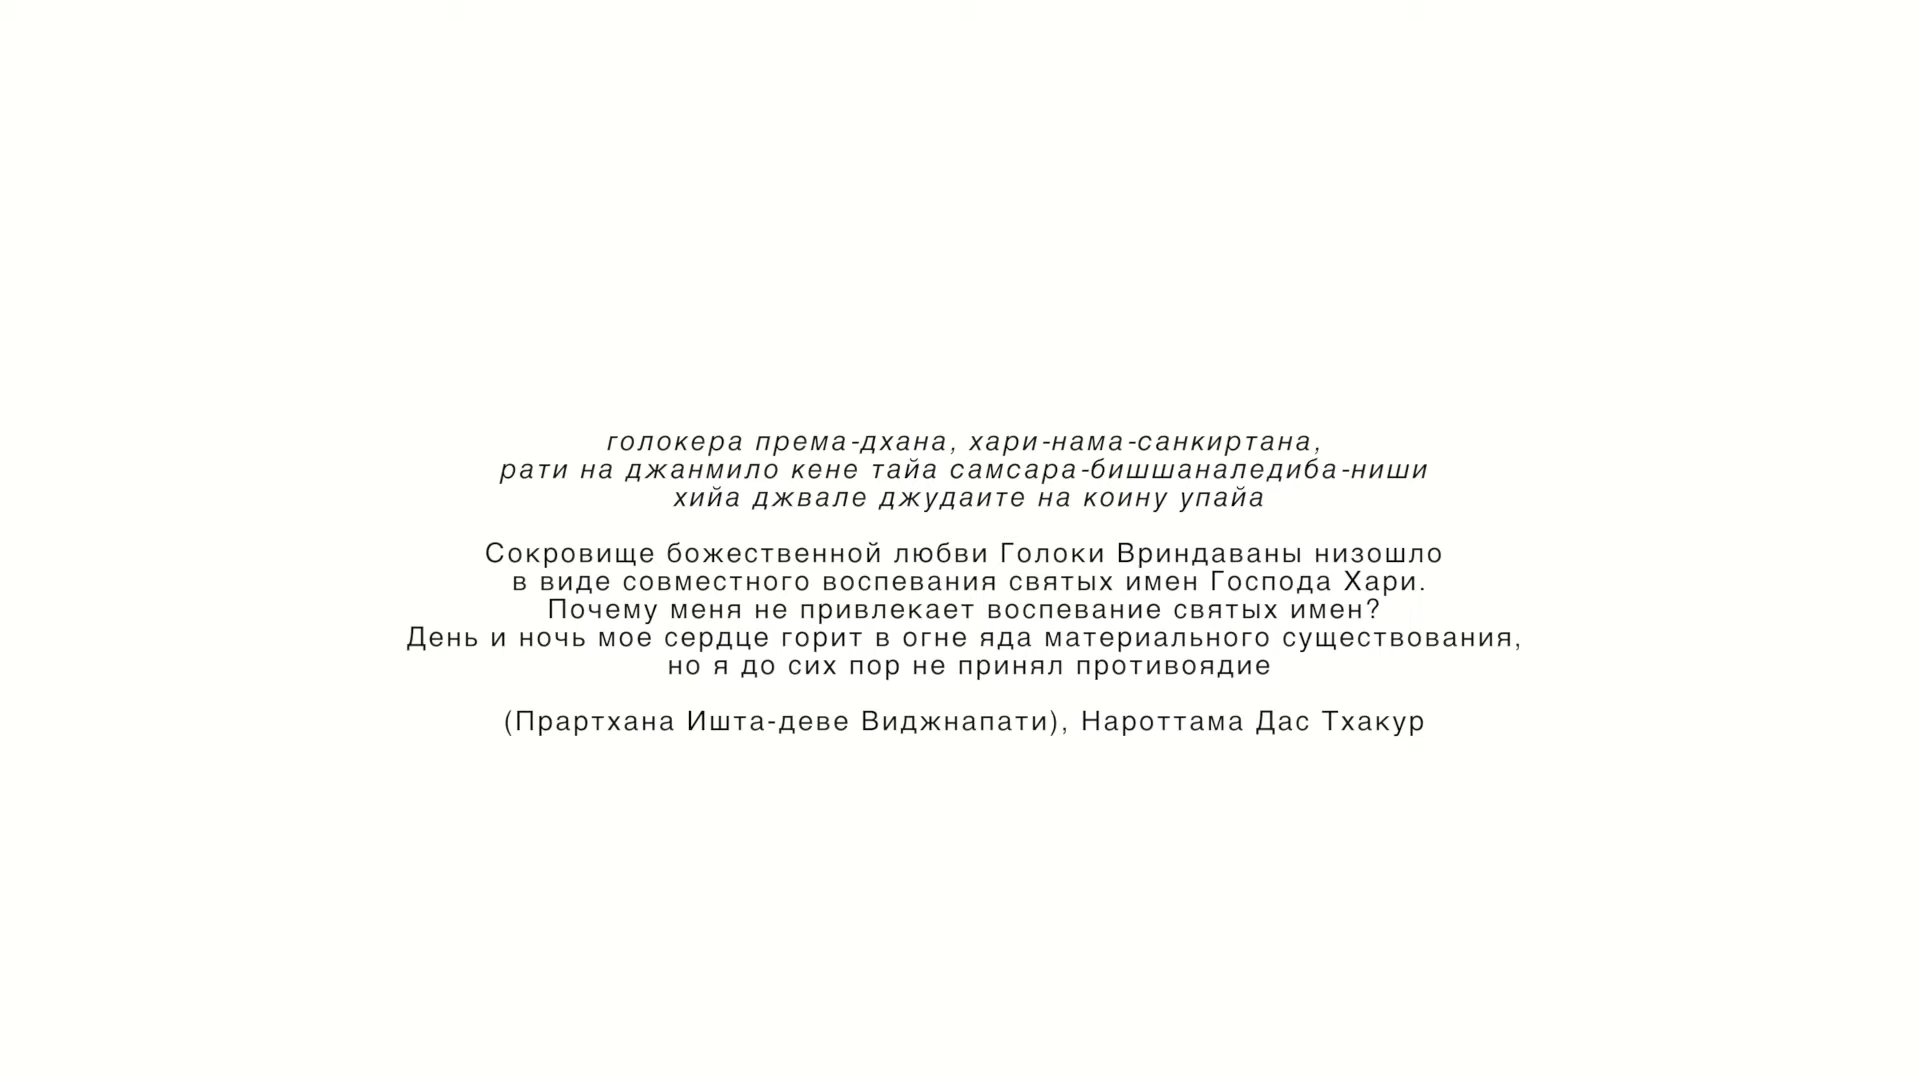 голокера према-дхана, хари-нама-санкиртана,
рати на джанмило кене тайа самсара-бишшаналедиба-ниши
хийа джвале джудаите на коину упайа
Сокровище божественной любви Голоки Вриндаваны низошло
в виде совместного воспевания святых имен Господа Хари.
Почему меня не привлекает воспевание святых имен?
День и ночь мое сердце горит в огне яда материального существования,
но я до сих пор не принял противоядие
(Прартхана Ишта-деве Виджнапати), Нароттама Дас Тхакур